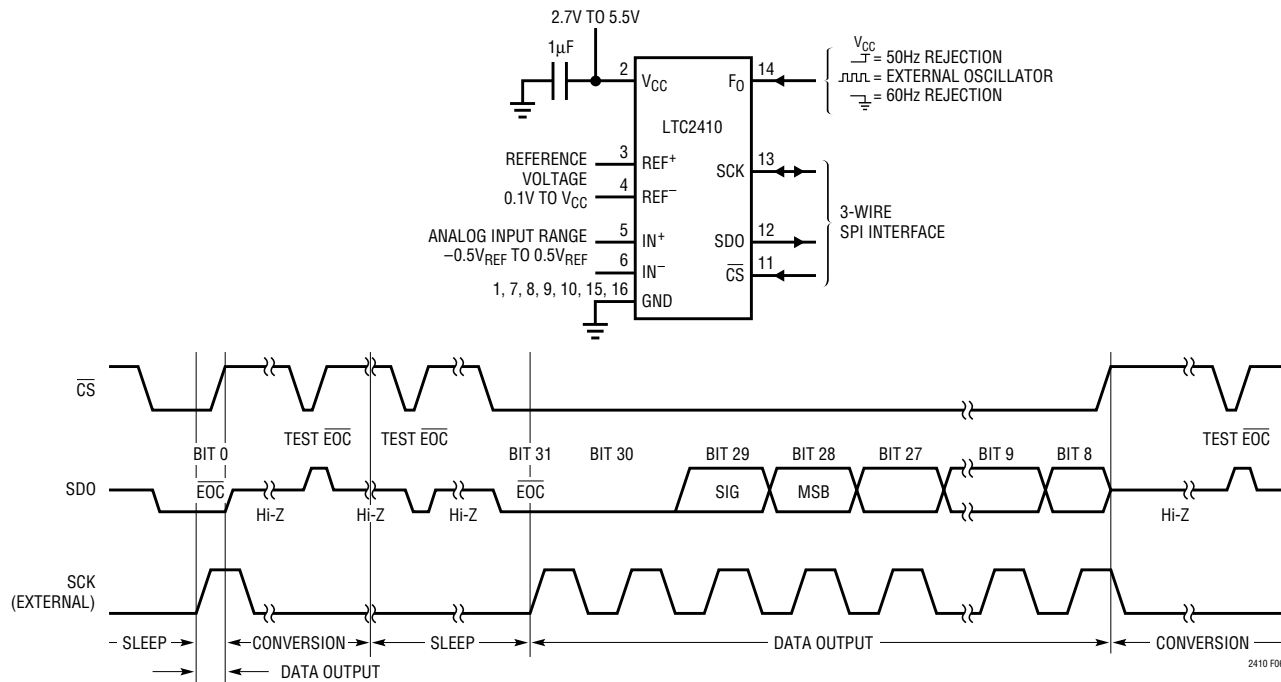 2.7V TO 5.5V
1µF
2
VCC
14
FO
VCC
= 50Hz REJECTION
= EXTERNAL OSCILLATOR
= 60Hz REJECTION
LTC2410
REFERENCE
VOLTAGE
0.1V TO VCC
3
REF+
4
REF−
13
SCK
ANALOG INPUT RANGE
−0.5VREF TO 0.5VREF
5
IN+
6
IN−
12
SDO
11
CS
3-WIRE
SPI INTERFACE
1, 7, 8, 9, 10, 15, 16
GND
CS
TEST EOC
TEST EOC
TEST EOC
BIT 0
BIT 31
BIT 30
BIT 29
BIT 28
BIT 27
BIT 9
BIT 8
SDO
EOC
Hi-Z
Hi-Z
Hi-Z
EOC
SIG
MSB
Hi-Z
SCK
(EXTERNAL)
SLEEP
CONVERSION
SLEEP
DATA OUTPUT
CONVERSION
DATA OUTPUT
2410 F06